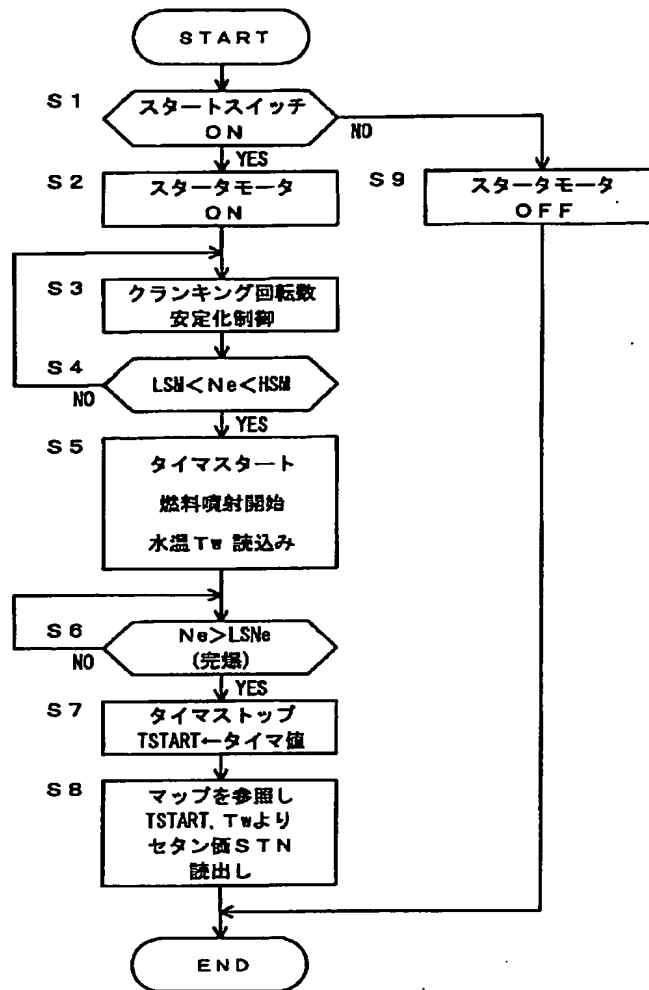 START
S1
スタートスイッチ
ON
NO
YES
S2
スタータモータ
ON
S9
スタータモータ
OFF
S3
クランキング回転数
安定化制御
S4
LSM<Ne<HSM
NO
YES
S5
タイマスタート
燃料噴射開始
水温Tw 読込み
S6
Ne>LSNe
(完爆)
NO
YES
S7
タイマストップ
TSTART←タイマ値
S8
マップを参照し
TSTART, Twより
セタン価STN
読出し
END